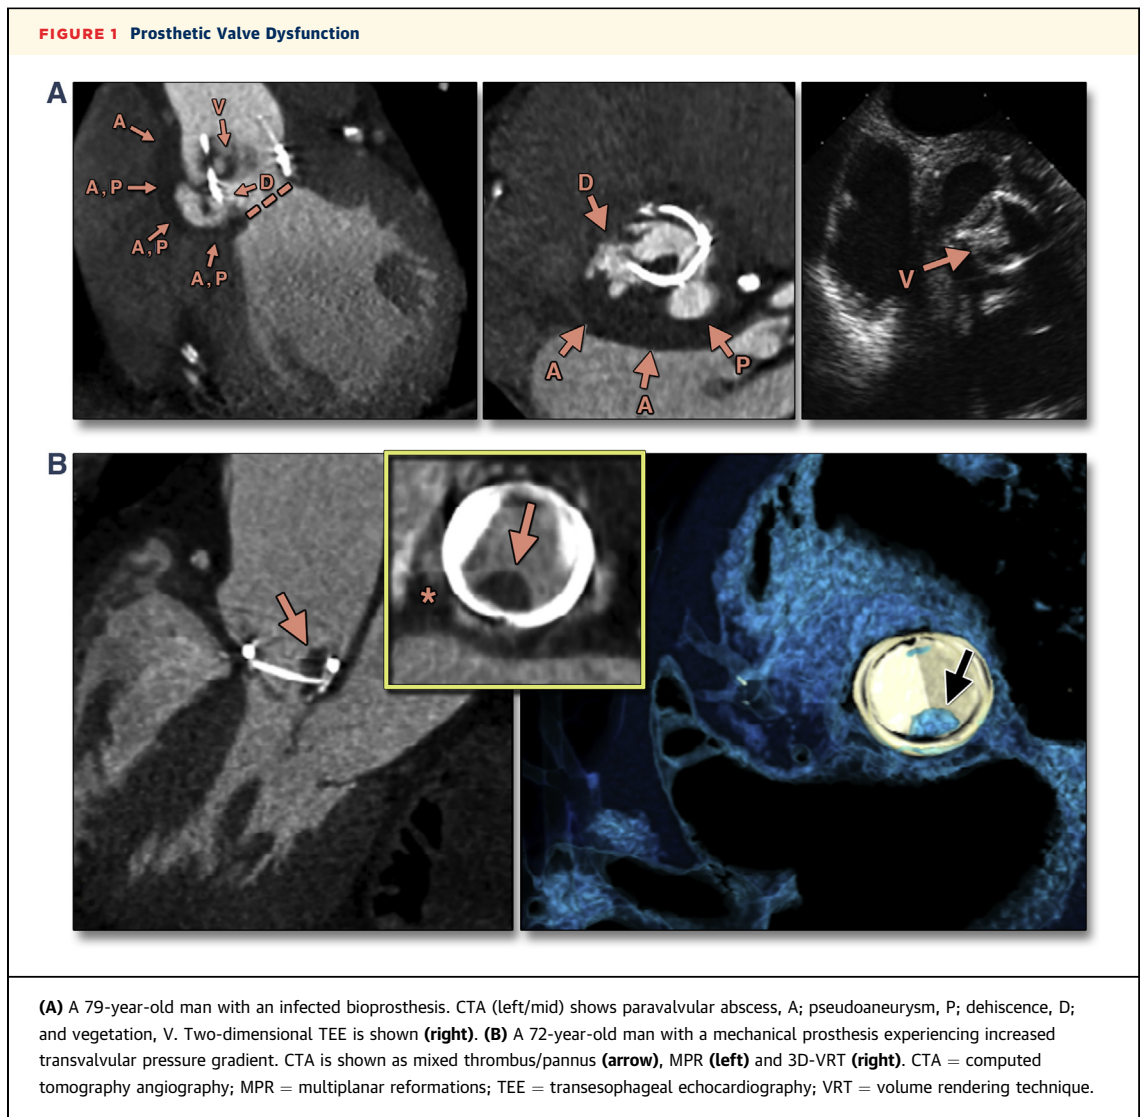 FIGURE 1 Prosthetic Valve Dysfunction
A
A
V
A, P
D
A, P
A, P
D
A
A
P
V
B
*
(A) A 79-year-old man with an infected bioprosthesis. CTA (left/mid) shows paravalvular abscess, A; pseudoaneurysm, P; dehiscence, D;
and vegetation, V. Two-dimensional TEE is shown (right). (B) A 72-year-old man with a mechanical prosthesis experiencing increased
transvalvular pressure gradient. CTA is shown as mixed thrombus/pannus (arrow), MPR (left) and 3D-VRT (right). CTA = computed
tomography angiography; MPR = multiplanar reformations; TEE = transesophageal echocardiography; VRT = volume rendering technique.